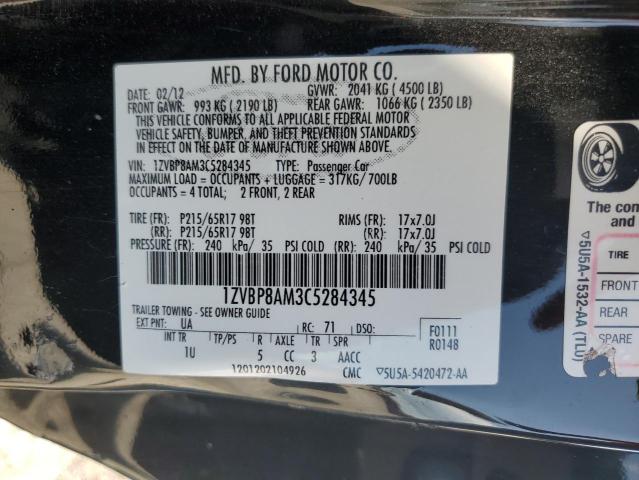 MFD. BY FORD MOTOR CO.
DATE: 02/12 GVWR: 2041 KG ( 4500 LB)
FRONT GAWR: 993 KG ( 2190 LB) REAR GAWR: 1066 KG ( 2350 LB)
THIS VEHICLE CONFORMS TO ALL APPLICABLE FEDERAL MOTOR
VEHICLE SAFETY, BUMPER, AND THEFT PREVENTION STANDARDS
IN EFFECT ON THE DATE OF MANUFACTURE SHOWN ABOVE.
VIN: 1ZVBP8AM3C5284345 TYPE: Passenger Car
MAXIMUM LOAD = OCCUPANTS + LUGGAGE = 317KG/ 700LB
OCCUPANTS = 4 TOTAL; 2 FRONT, 2 REAR
TIRE (FR): P215/65R17 98T RIMS (FR): 17x7.0J
(RR): P215/65R17 98T (RR): 17x7.0J
PRESSURE (FR): 240 kPa/ 35 PSI COLD (RR): 240 kPa/ 35 PSI COLD
1ZVBP8AM3C5284345
TRAILER TOWING - SEE OWNER GUIDE
EXT PNT: UA RC: 71 DSO:
F0111
R0148
INT TR TP/PS R AXLE TR SPR
1U 5 CC 3 AACC
1201202104926 CMC ▽5U5A-5420472-AA
The con
▽5U5A-1532-AA (TLU)
TIRE
FRONT
REAR
SPARE